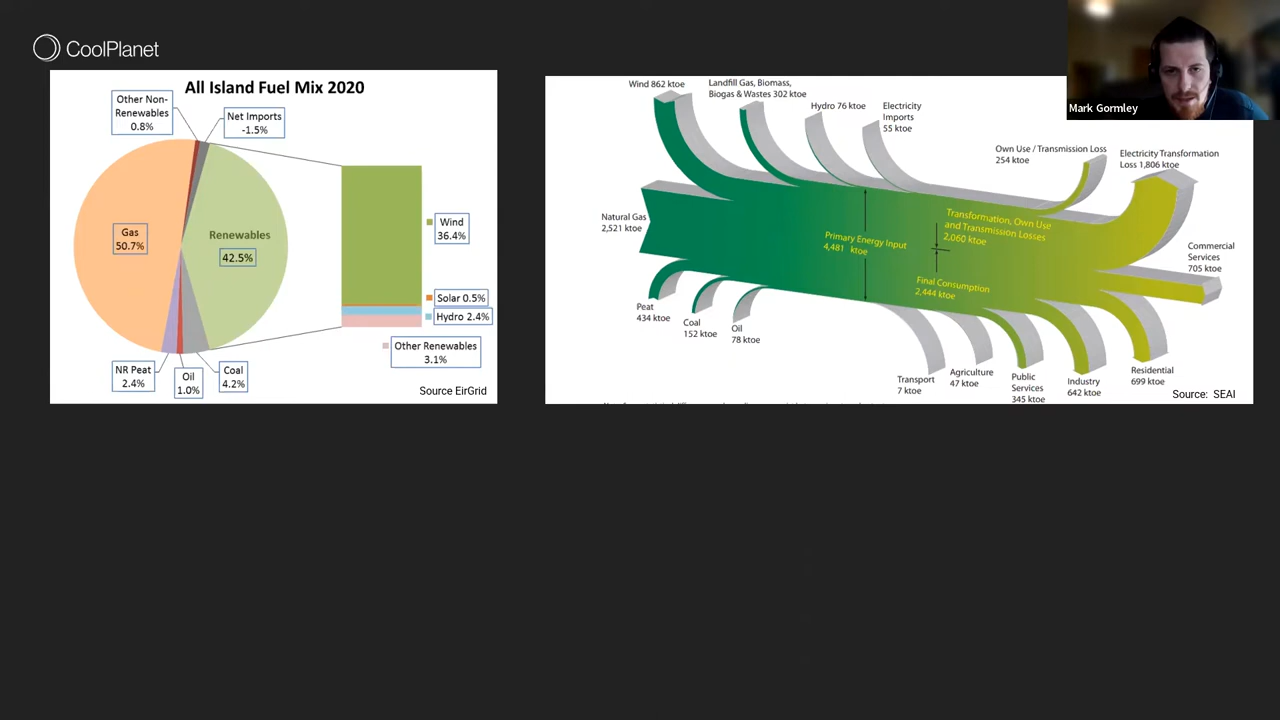 CoolPlanet
All Island Fuel Mix 2020
Other Non-
Renewables
0.8%
Net Imports
-1.5%
Gas
50.7%
Renewables
42.5%
Wind
36.4%
Solar 0.5%
Hydro 2.4%
Other Renewables
3.1%
NR Peat
2.4%
Oil
1.0%
Coal
4.2%
Source EirGrid
Wind 862 ktoe
Landfill Gas, Biomass,
Biogas & Wastes 302 ktoe
Hydro 76 ktoe
Electricity
Imports
55 ktoe
Own Use / Transmission Loss
254 ktoe
Electricity Transformation
Loss 1,806 ktoe
Natural Gas
2,521 ktoe
Primary Energy Input
4,481 ktoe
Transformation, Own Use
and Transmission Losses
2,060 ktoe
Final Consumption
2,444 ktoe
Commercial
Services
705 ktoe
Peat
434 ktoe
Coal
152 ktoe
Oil
78 ktoe
Transport
7 ktoe
Agriculture
47 ktoe
Public
Services
345 ktoe
Industry
642 ktoe
Residential
699 ktoe
Source: SEAI
Mark Gormley